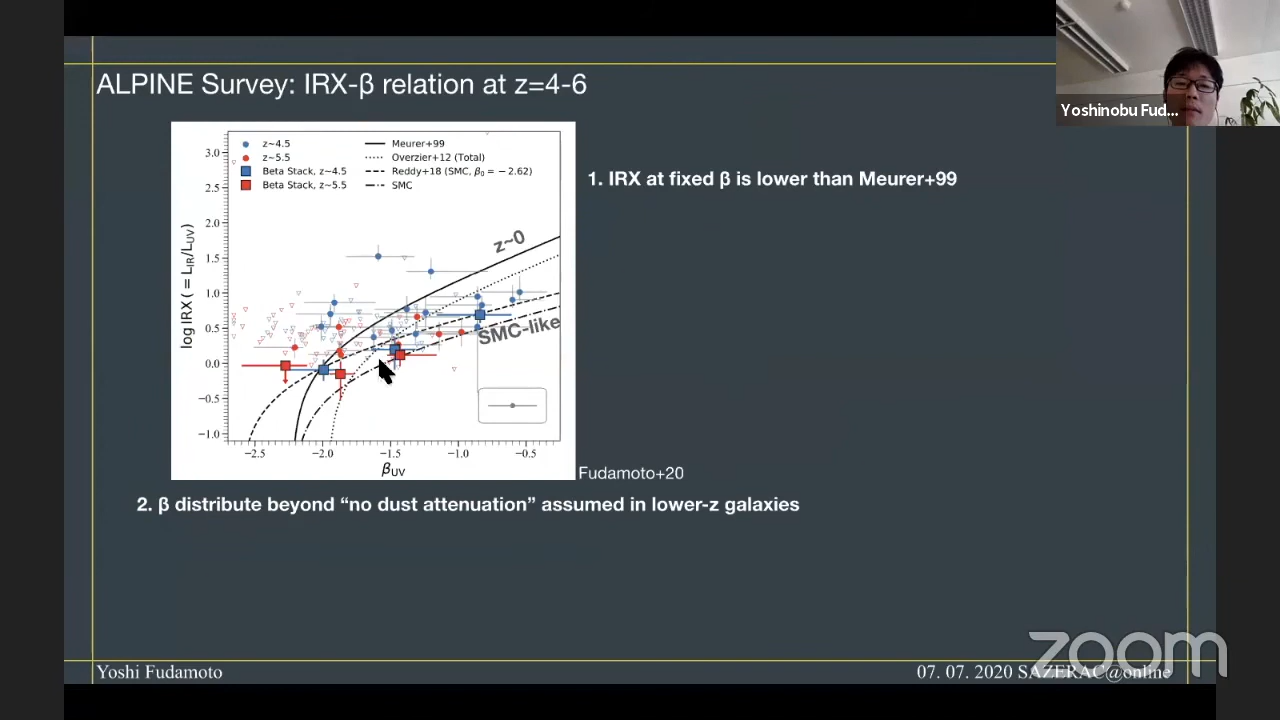 ALPINE Survey: IRX-β relation at z=4-6
Yoshinobu Fud...
z~4.5
z~5.5
Beta Stack, z~4.5
Beta Stack, z~5.5
Meurer+99
Overzier+12 (Total)
Reddy+18 (SMC, β₀ = −2.62)
SMC
1. IRX at fixed β is lower than Meurer+99
z~0
SMC-like
log IRX ( = L_IR/L_UV)
3.0
2.5
2.0
1.5
1.0
0.5
0.0
−0.5
−1.0
−2.5
−2.0
−1.5
−1.0
−0.5
β_UV
Fudamoto+20
2. β distribute beyond “no dust attenuation” assumed in lower-z galaxies
zoom
Yoshi Fudamoto
07. 07. 2020 SAZERAC@online